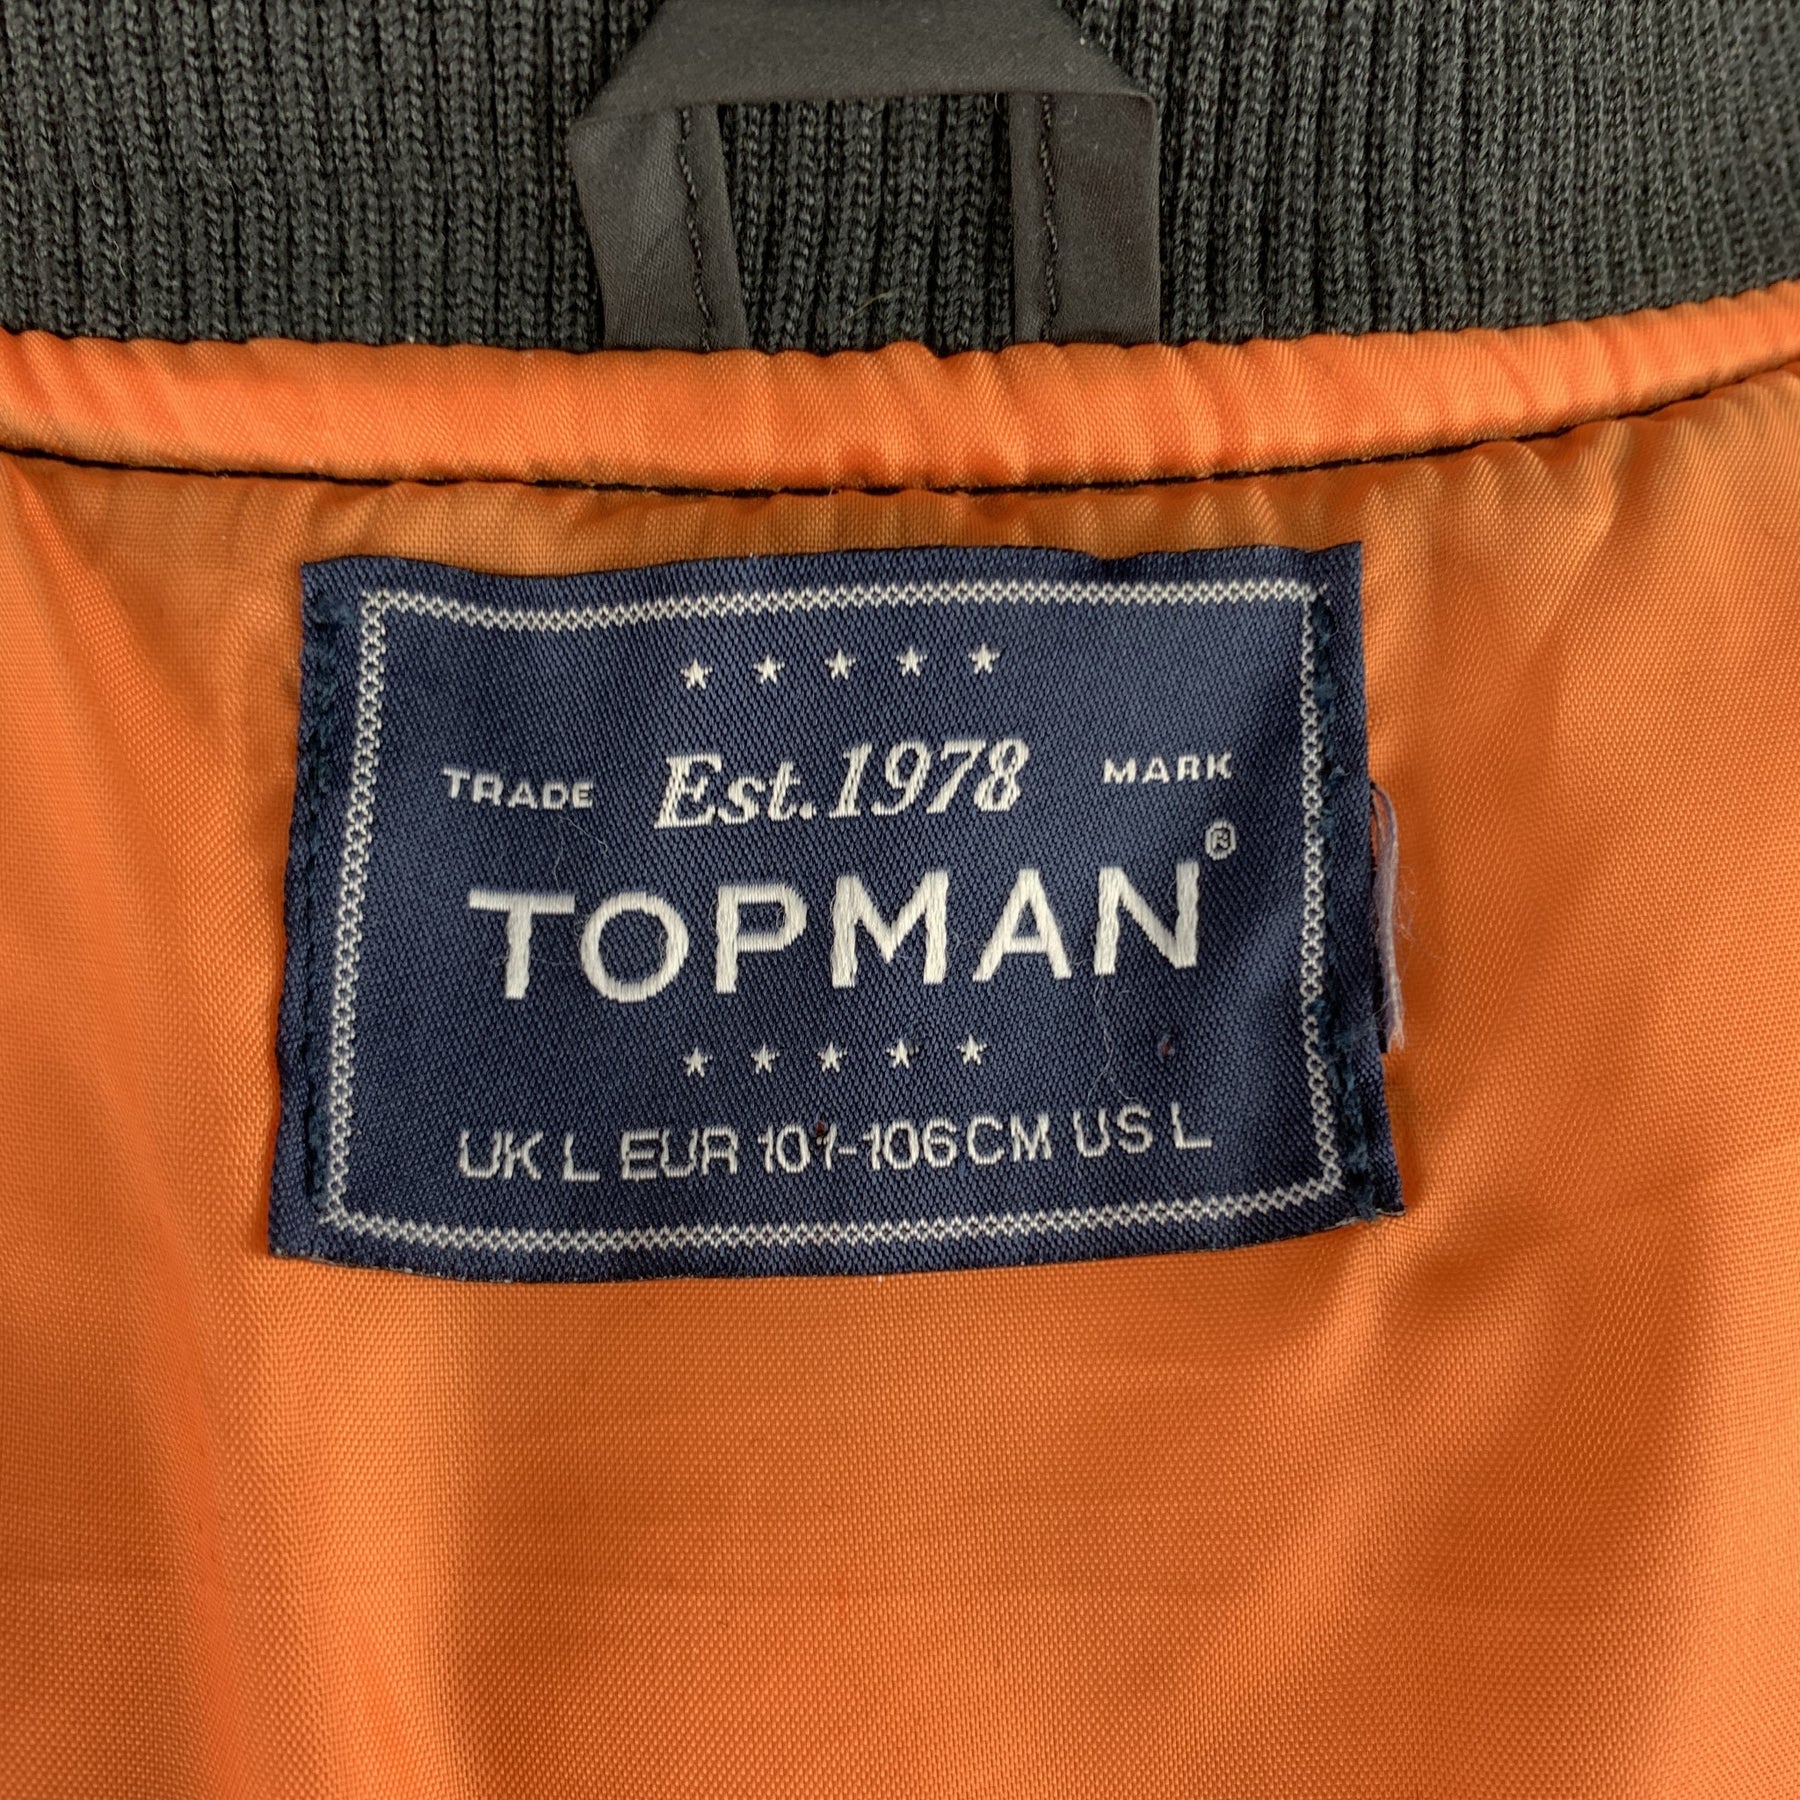 TRADE Est.1978 MARK
TOPMAN®
UK L EUR 101-106CM US L